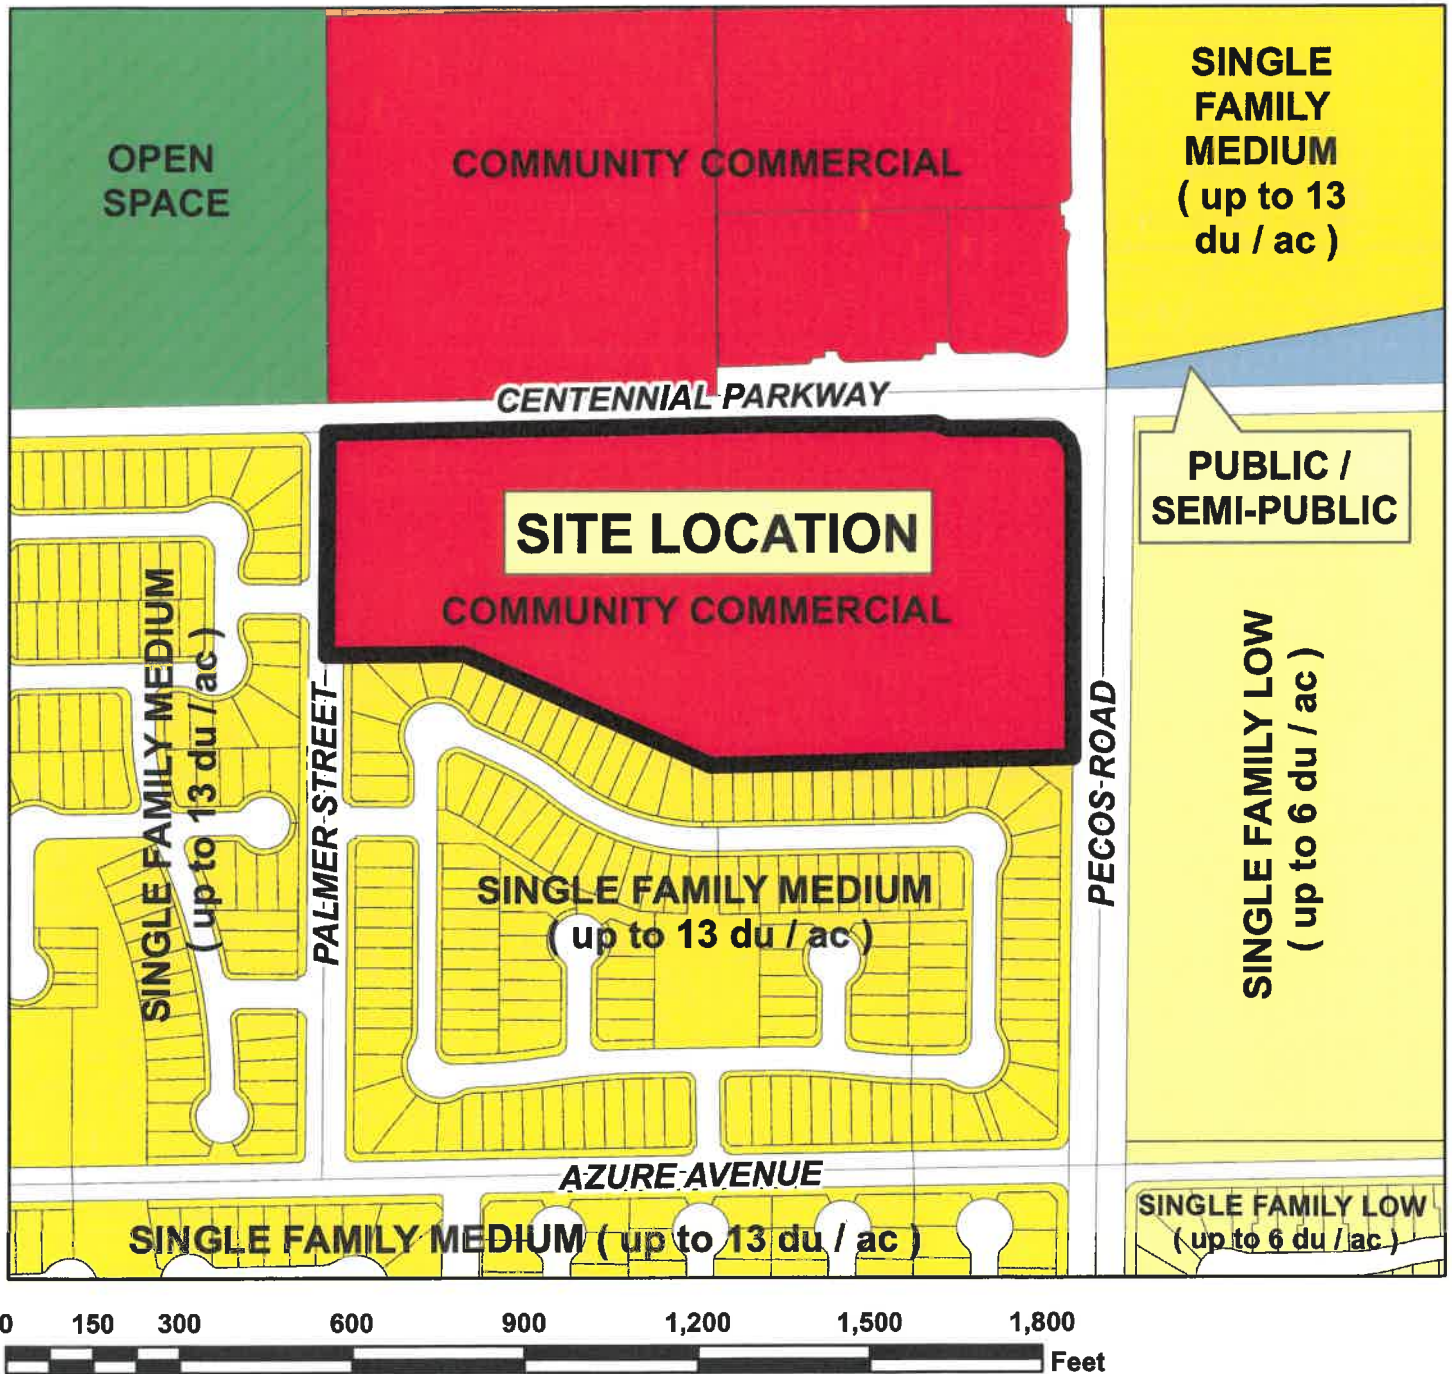 OPEN
SPACE
COMMUNITY COMMERCIAL
SINGLE
FAMILY
MEDIUM
( up to 13
du / ac )
CENTENNIAL PARKWAY
PUBLIC /
SEMI-PUBLIC
SITE LOCATION
COMMUNITY COMMERCIAL
SINGLE FAMILY MEDIUM
( up to 13 du / ac )
PALMER STREET
PECOS ROAD
SINGLE FAMILY LOW
( up to 6 du / ac )
SINGLE FAMILY MEDIUM
( up to 13 du / ac )
AZURE AVENUE
SINGLE FAMILY MEDIUM ( up to 13 du / ac )
SINGLE FAMILY LOW
( up to 6 du / ac )
0 150 300 600 900 1,200 1,500 1,800
Feet